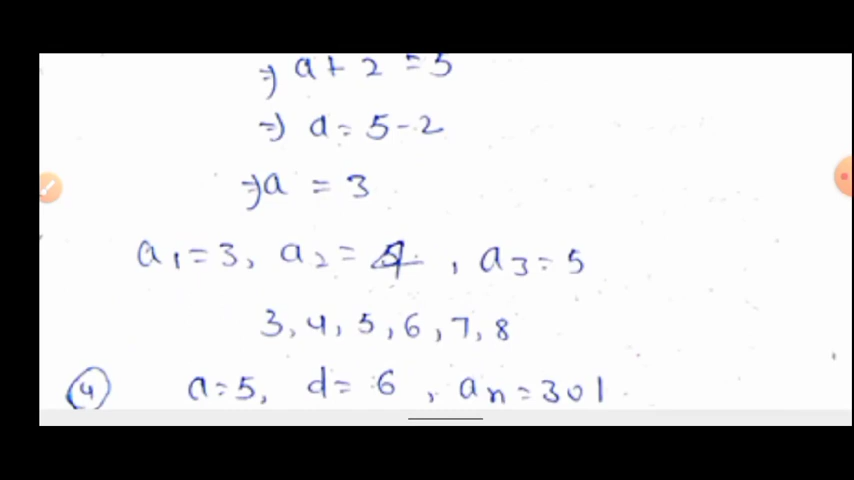 ⇒ a + 2 = 5
⇒ a = 5 - 2
⇒ a = 3
a₁ = 3, a₂ = 4, a₃ = 5
3, 4, 5, 6, 7, 8
④ a = 5, d = 6, aₙ = 301